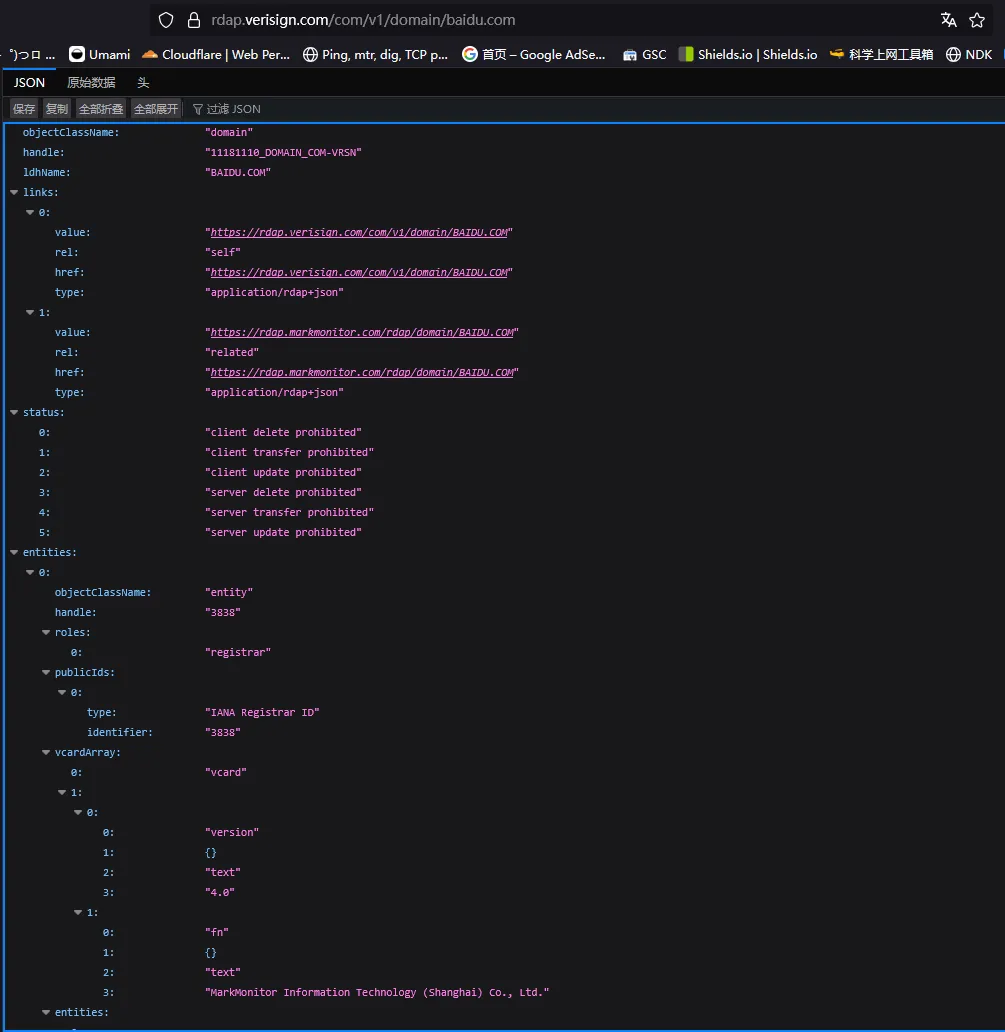 rdap.verisign.com/com/v1/domain/baidu.com
°)つロ ... Umami Cloudflare | Web Per... Ping, mtr, dig, TCP p... 首页 – Google AdSe... GSC Shields.io | Shields.io 科学上网工具箱 NDK
JSON 原始数据 头
保存 复制 全部折叠 全部展开 过滤 JSON
objectClassName: "domain"
handle: "11181110_DOMAIN_COM-VRSN"
ldhName: "BAIDU.COM"
links:
0:
value: "https://rdap.verisign.com/com/v1/domain/BAIDU.COM"
rel: "self"
href: "https://rdap.verisign.com/com/v1/domain/BAIDU.COM"
type: "application/rdap+json"
1:
value: "https://rdap.markmonitor.com/rdap/domain/BAIDU.COM"
rel: "related"
href: "https://rdap.markmonitor.com/rdap/domain/BAIDU.COM"
type: "application/rdap+json"
status:
0: "client delete prohibited"
1: "client transfer prohibited"
2: "client update prohibited"
3: "server delete prohibited"
4: "server transfer prohibited"
5: "server update prohibited"
entities:
0:
objectClassName: "entity"
handle: "3838"
roles:
0: "registrar"
publicIds:
0:
type: "IANA Registrar ID"
identifier: "3838"
vcardArray:
0: "vcard"
1:
0:
0: "version"
1: {}
2: "text"
3: "4.0"
1:
0: "fn"
1: {}
2: "text"
3: "MarkMonitor Information Technology (Shanghai) Co., Ltd."
entities: